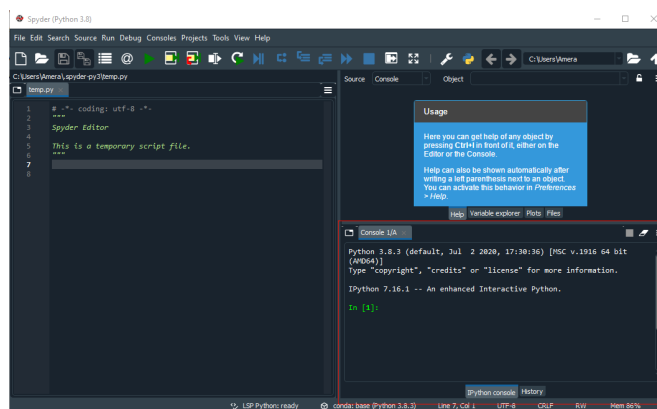 Spyder (Python 3.8)
File Edit Search Source Run Debug Consoles Projects Tools View Help
C:\Users\Amera
C:\Users\Amera\.spyder-py3\temp.py
temp.py
1 # -*- coding: utf-8 -*-
2 """
3 Spyder Editor
4
5 This is a temporary script file.
6 """
7
8
Source Console Object
Usage
Here you can get help of any object by
pressing Ctrl+I in front of it, either on the
Editor or the Console.
Help can also be shown automatically after
writing a left parenthesis next to an object.
You can activate this behavior in Preferences
> Help.
Help Variable explorer Plots Files
Console 1/A
Python 3.8.3 (default, Jul  2 2020, 17:30:36) [MSC v.1916 64 bit
(AMD64)]
Type "copyright", "credits" or "license" for more information.
IPython 7.16.1 -- An enhanced Interactive Python.
In [1]:
IPython console History
LSP Python: ready conda: base (Python 3.8.3) Line 7, Col 1 UTF-8 CRLF RW Mem 86%